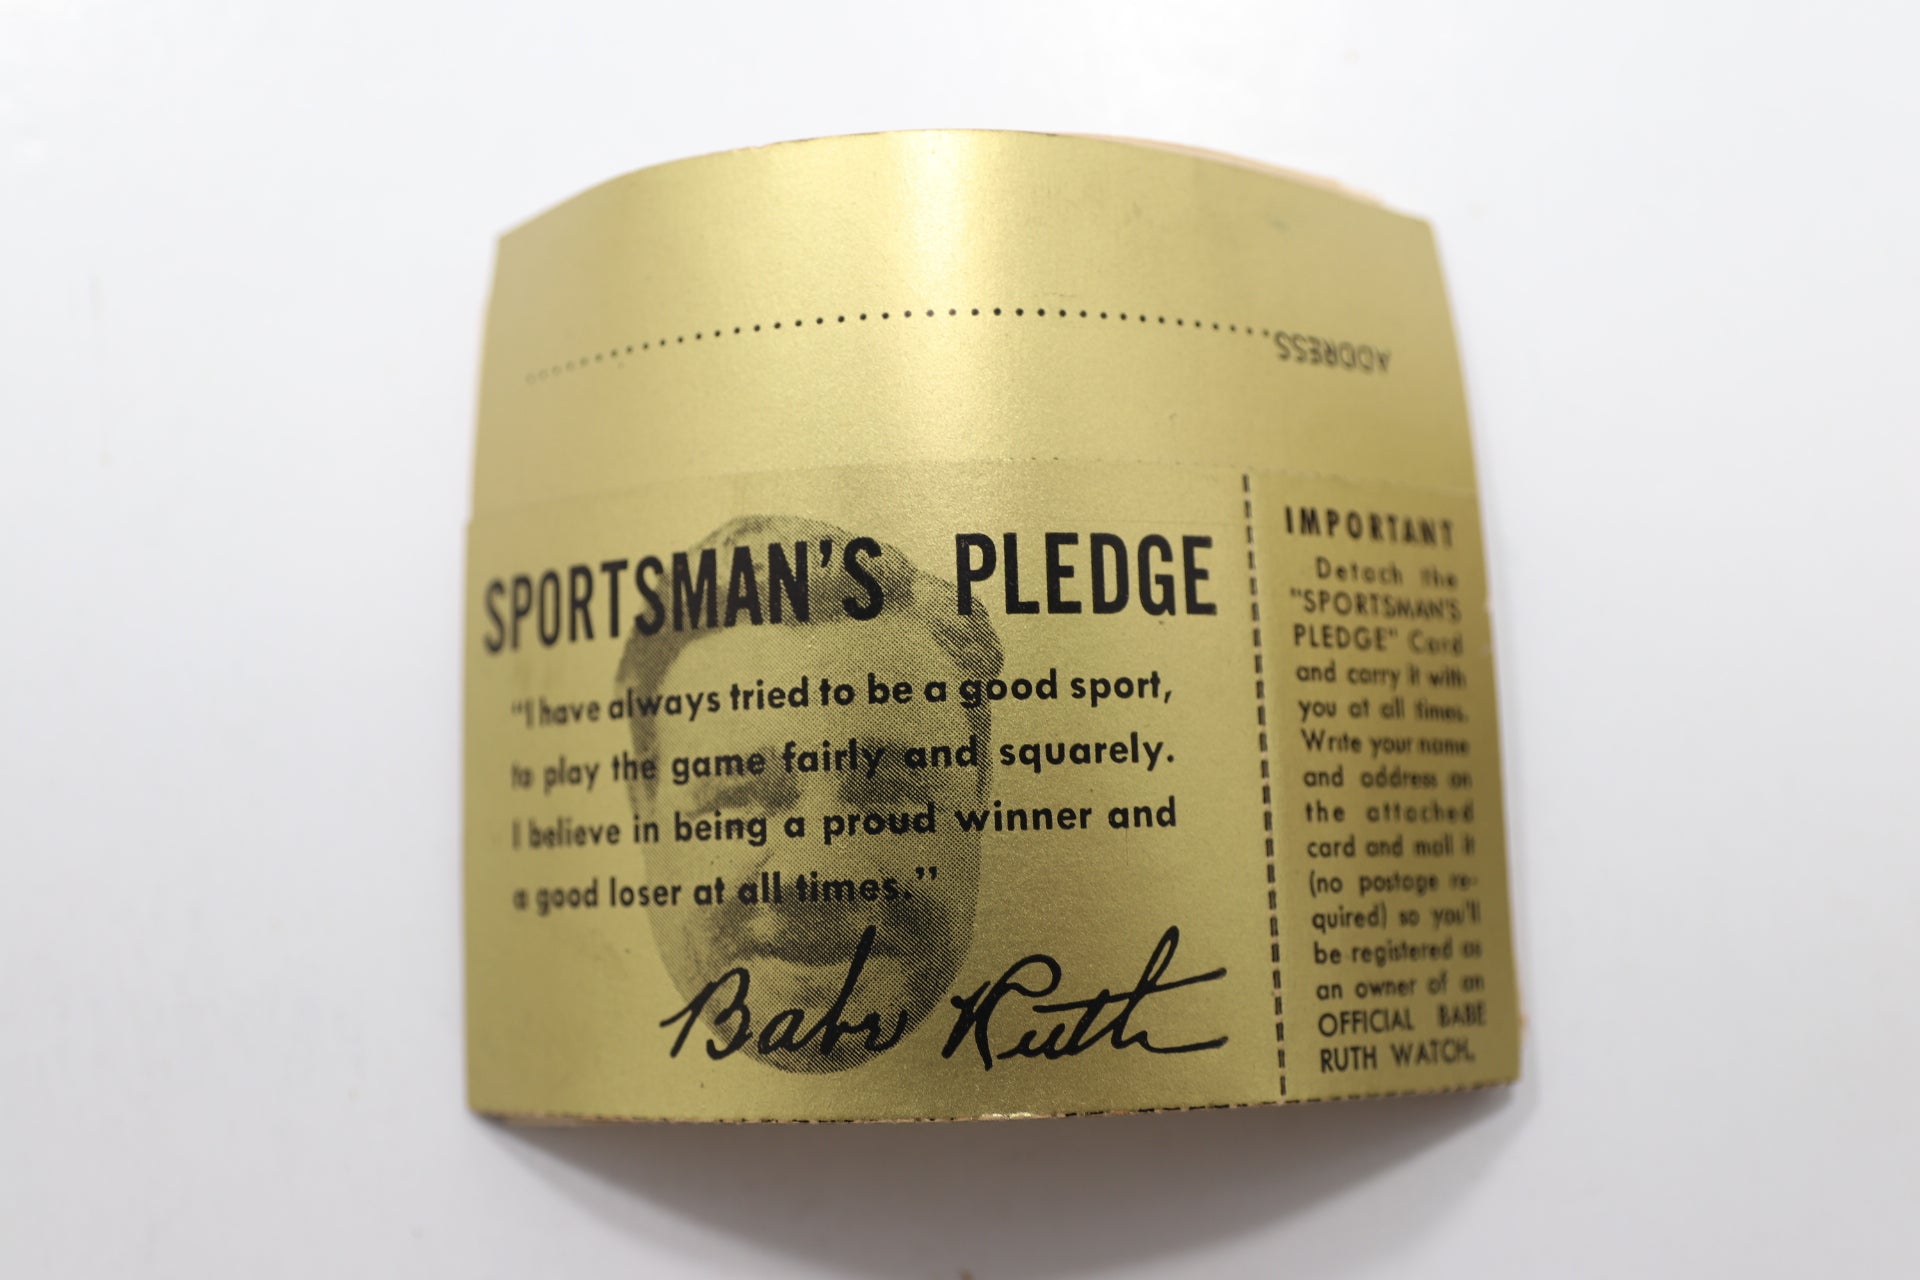 ADDRESS
SPORTSMAN'S PLEDGE
"I have always tried to be a good sport,
to play the game fairly and squarely.
I believe in being a proud winner and
a good loser at all times."
Babe Ruth
IMPORTANT
Detach the
"SPORTSMAN'S
PLEDGE" Card
and carry it with
you at all times.
Write your name
and address on
the attached
card and mail it
(no postage re-
quired) so you'll
be registered as
an owner of an
OFFICIAL BABE
RUTH WATCH.